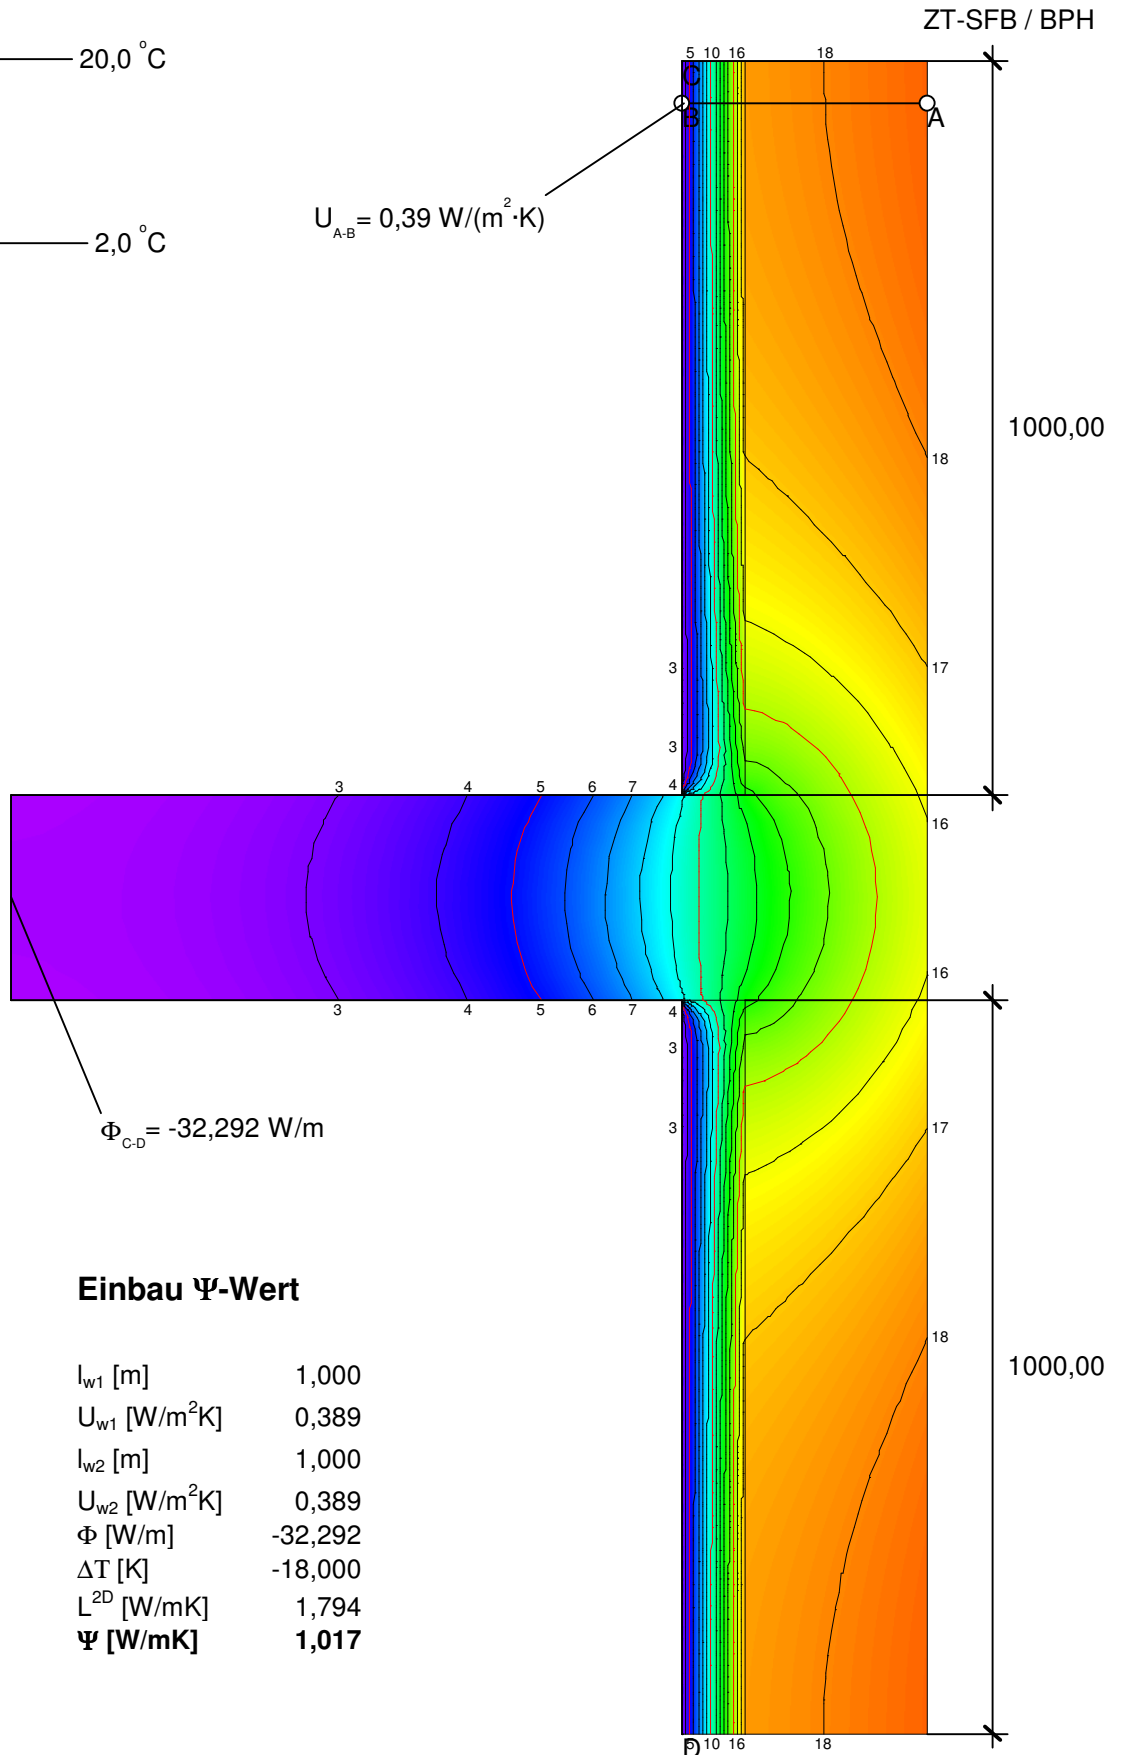 ZT-SFB / BPH
20,0 °C
5 10 16 18
C
B A
U_A-B= 0,39 W/(m²·K)
2,0 °C
1000,00
18
3 17
3
3 4 5 6 7 4
16
16
3 4 5 6 7 4
3
Φ_C-D= -32,292 W/m
3 17
Einbau Ψ-Wert
18
l_w1 [m] 1,000
1000,00
U_w1 [W/m²K] 0,389
l_w2 [m] 1,000
U_w2 [W/m²K] 0,389
Φ [W/m] -32,292
ΔT [K] -18,000
L²ᴰ [W/mK] 1,794
Ψ [W/mK] 1,017
D
5 10 16 18